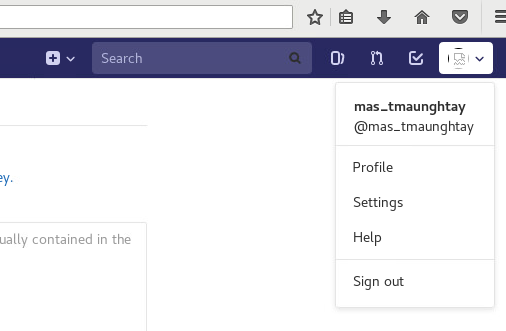 Search
mas_tmaunghtay
@mas_tmaunghtay
ey.
Profile
Settings
ually contained in the
Help
Sign out